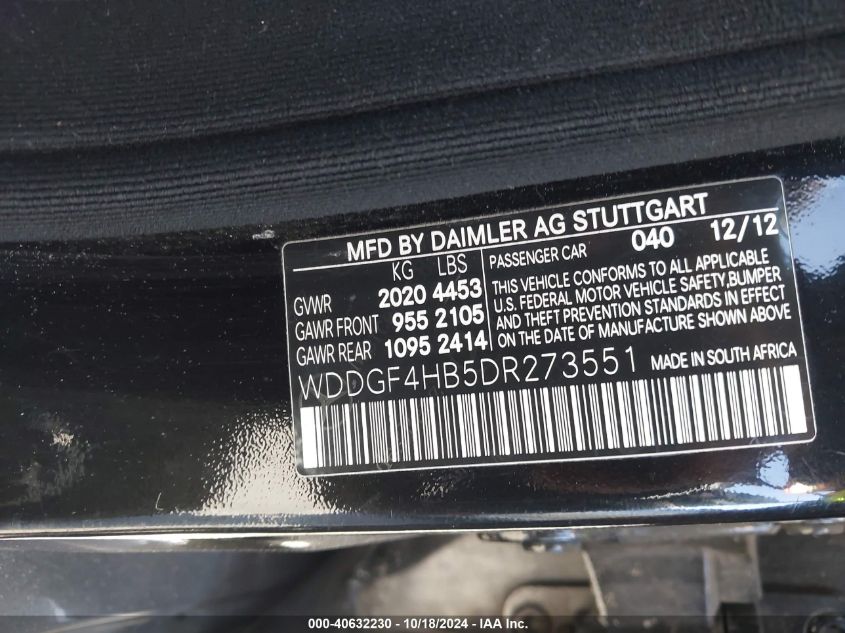 MFD BY DAIMLER AG STUTTGART
KG LBS
GVWR 2020 4453
GAWR FRONT 955 2105
GAWR REAR 1095 2414
PASSENGER CAR 040 12/12
THIS VEHICLE CONFORMS TO ALL APPLICABLE
U.S. FEDERAL MOTOR VEHICLE SAFETY,BUMPER
AND THEFT PREVENTION STANDARDS IN EFFECT
ON THE DATE OF MANUFACTURE SHOWN ABOVE
WDDGF4HB5DR273551 MADE IN SOUTH AFRICA
000-40632230 - 10/18/2024 - IAA Inc.